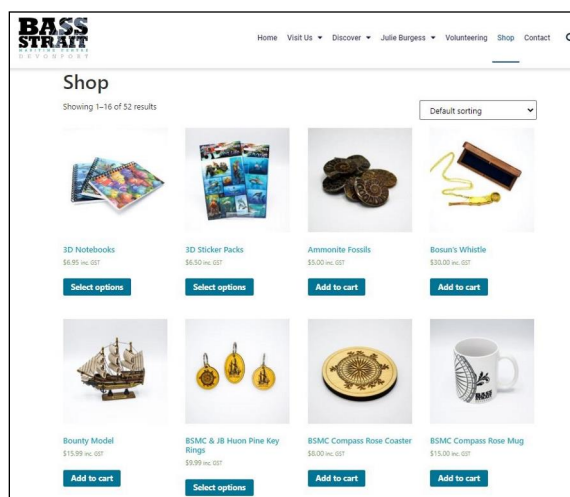 BASS
STRAIT
MARITIME CENTRE
DEVONPORT
Home Visit Us Discover Julie Burgess Volunteering Shop Contact
Shop
Showing 1–16 of 52 results
Default sorting
3D Notebooks
$6.95 inc. GST
Select options
3D Sticker Packs
$6.50 inc. GST
Select options
Ammonite Fossils
$5.00 inc. GST
Add to cart
Bosun's Whistle
$30.00 inc. GST
Add to cart
Bounty Model
$15.99 inc. GST
Add to cart
BSMC & JB Huon Pine Key
Rings
$9.99 inc. GST
Select options
BSMC Compass Rose Coaster
$8.00 inc. GST
Add to cart
BSMC Compass Rose Mug
$15.00 inc. GST
Add to cart